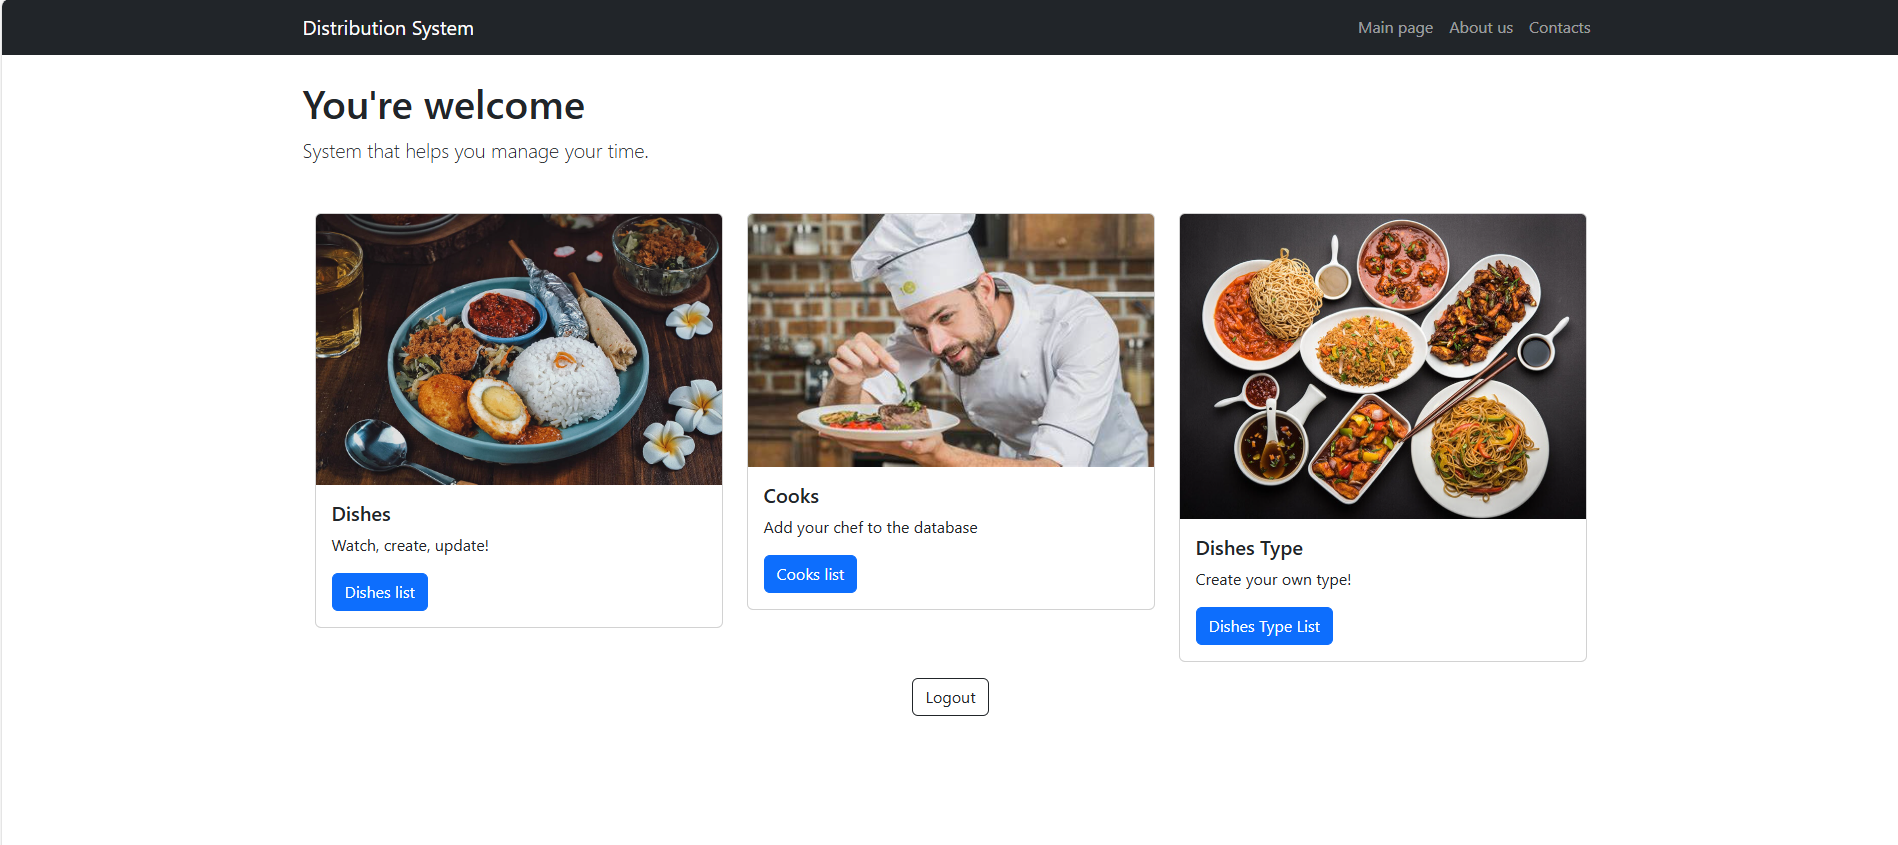 Distribution System
Main page About us Contacts
You're welcome
System that helps you manage your time.
Dishes
Watch, create, update!
Dishes list
Cooks
Add your chef to the database
Cooks list
Dishes Type
Create your own type!
Dishes Type List
Logout